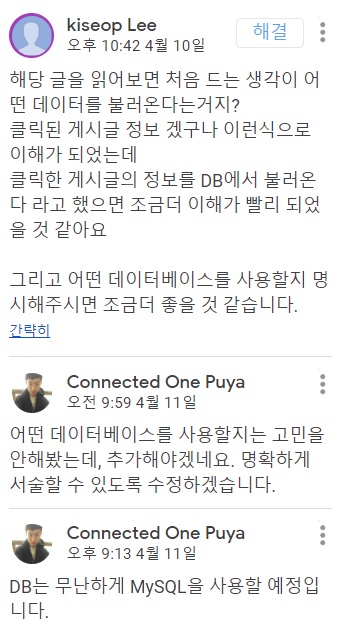 kiseop Lee
오후 10:42 4월 10일
해결
해당 글을 읽어보면 처음 드는 생각이 어
떤 데이터를 불러온다는거지?
클릭된 게시글 정보 겠구나 이런식으로
이해가 되었는데
클릭한 게시글의 정보를 DB에서 불러온
다 라고 했으면 조금더 이해가 빨리 되었
을 것 같아요
그리고 어떤 데이터베이스를 사용할지 명
시해주시면 조금더 좋을 것 같습니다.
간략히
Connected One Puya
오전 9:59 4월 11일
어떤 데이터베이스를 사용할지는 고민을
안해봤는데, 추가해야겠네요. 명확하게
서술할 수 있도록 수정하겠습니다.
Connected One Puya
오후 9:13 4월 11일
DB는 무난하게 MySQL을 사용할 예정입
니다.